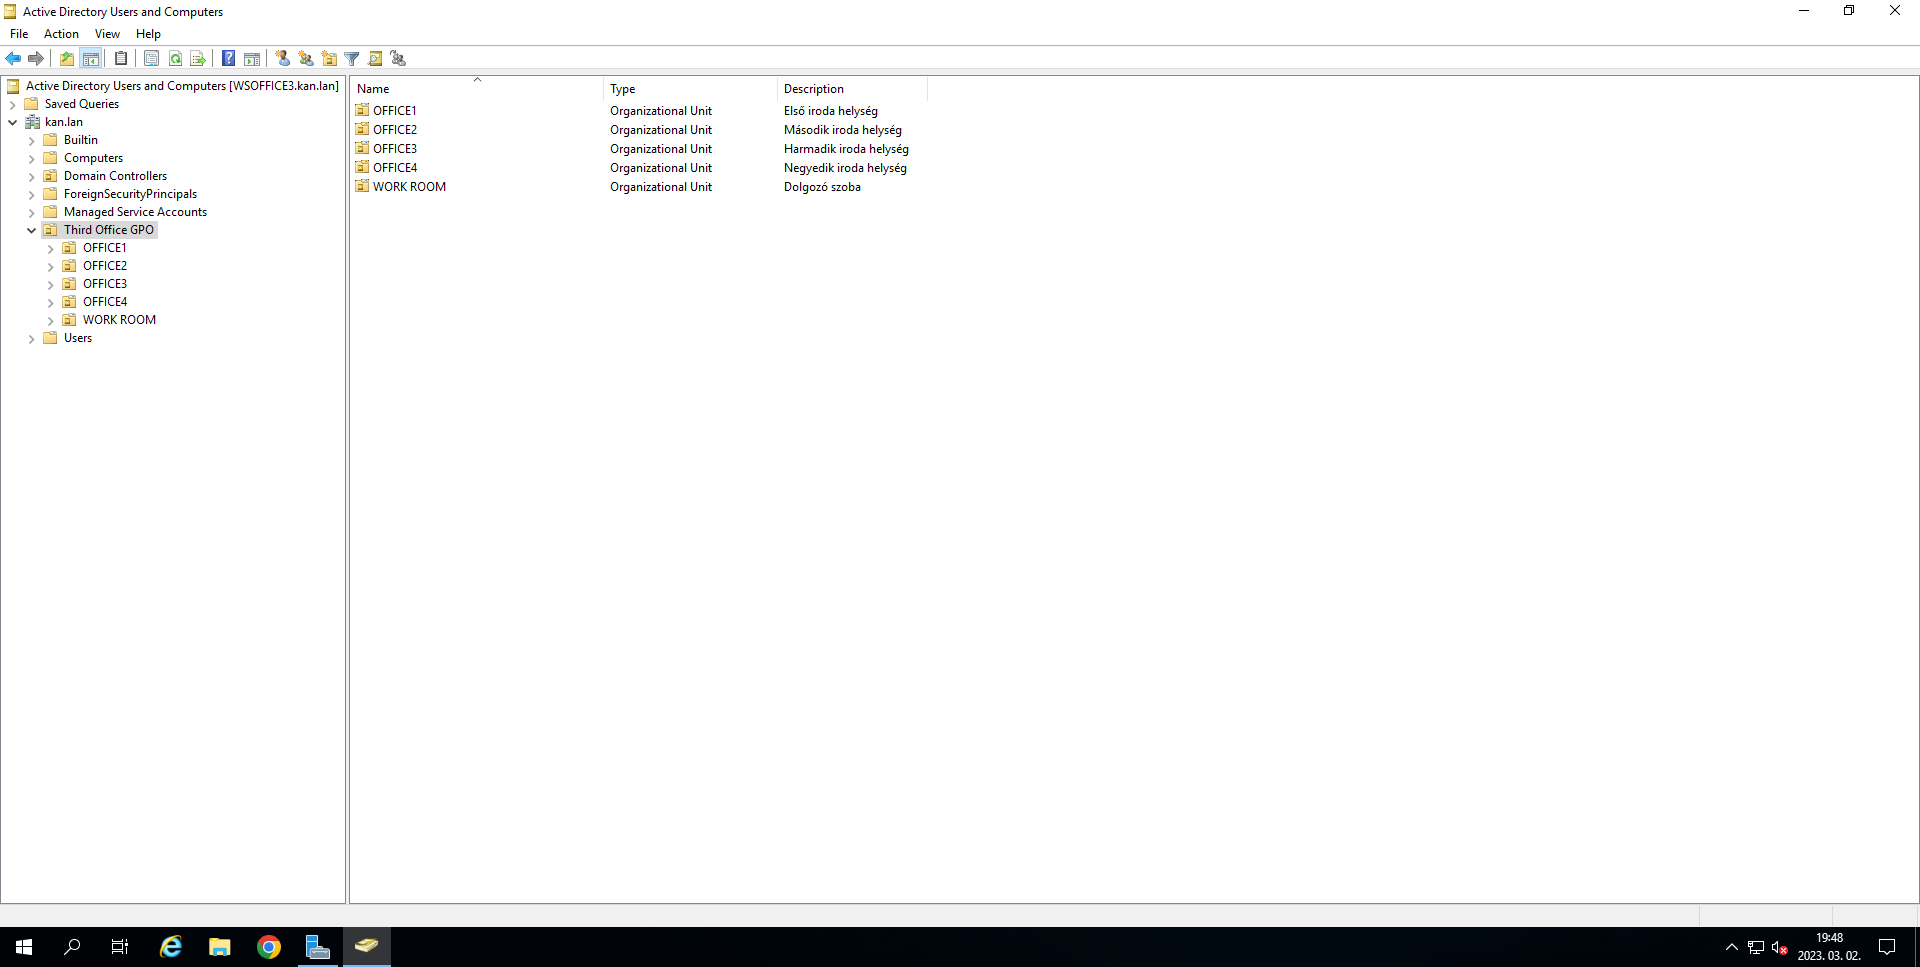 Active Directory Users and Computers
File Action View Help
Active Directory Users and Computers [WSOFFICE3.kan.lan]
Saved Queries
kan.lan
Builtin
Computers
Domain Controllers
ForeignSecurityPrincipals
Managed Service Accounts
Third Office GPO
OFFICE1
OFFICE2
OFFICE3
OFFICE4
WORK ROOM
Users
Name Type Description
OFFICE1 Organizational Unit Első iroda helység
OFFICE2 Organizational Unit Második iroda helység
OFFICE3 Organizational Unit Harmadik iroda helység
OFFICE4 Organizational Unit Negyedik iroda helység
WORK ROOM Organizational Unit Dolgozó szoba
19:48
2023. 03. 02.